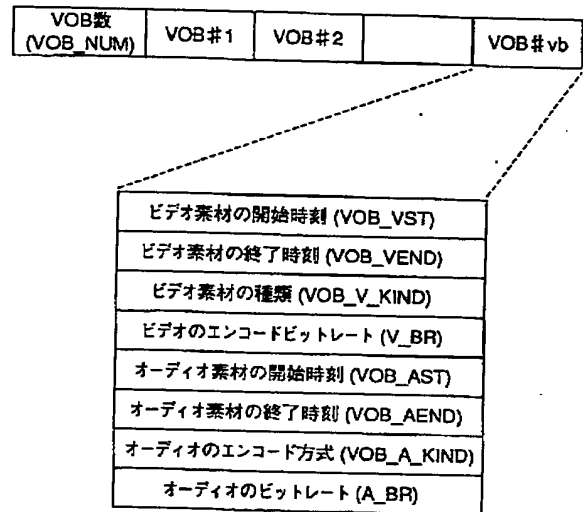 VOB数
(VOB_NUM)
VOB#1
VOB#2
VOB#vb
ビデオ素材の開始時刻 (VOB_VST)
ビデオ素材の終了時刻 (VOB_VEND)
ビデオ素材の種類 (VOB_V_KIND)
ビデオのエンコードビットレート (V_BR)
オーディオ素材の開始時刻 (VOB_AST)
オーディオ素材の終了時刻 (VOB_AEND)
オーディオのエンコード方式 (VOB_A_KIND)
オーディオのビットレート (A_BR)